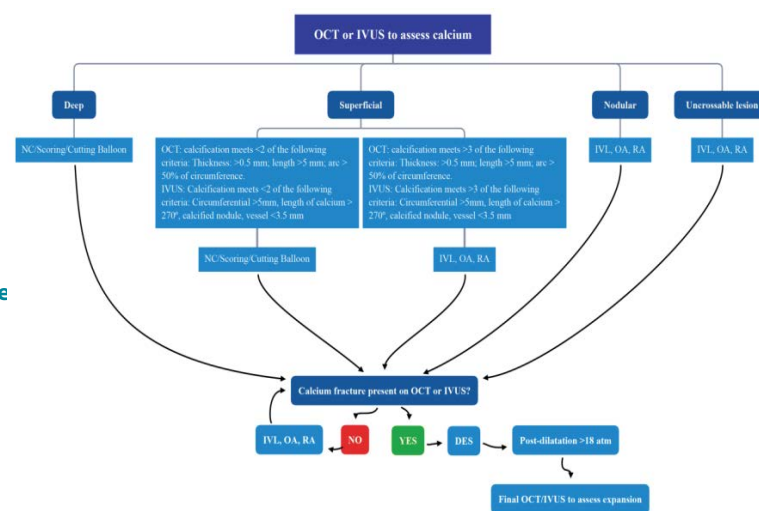 OCT or IVUS to assess calcium
Deep
Superficial
Nodular
Uncrossable lesion
NC/Scoring/Cutting Balloon
OCT: calcification meets <2 of the following
criteria: Thickness: >0.5 mm; length >5 mm; arc >
50% of circumference.
IVUS: Calcification meets <2 of the following
criteria: Circumferential >5mm, length of calcium >
270º, calcified nodule, vessel <3.5 mm
OCT: calcification meets >3 of the following
criteria: Thickness: >0.5 mm; length >5 mm; arc >
50% of circumference.
IVUS: Calcification meets >3 of the following
criteria: Circumferential >5mm, length of calcium >
270º, calcified nodule, vessel <3.5 mm
IVL, OA, RA
IVL, OA, RA
NC/Scoring/Cutting Balloon
IVL, OA, RA
e
Calcium fracture present on OCT or IVUS?
IVL, OA, RA
NO
YES
DES
Post-dilatation >18 atm
Final OCT/IVUS to assess expansion